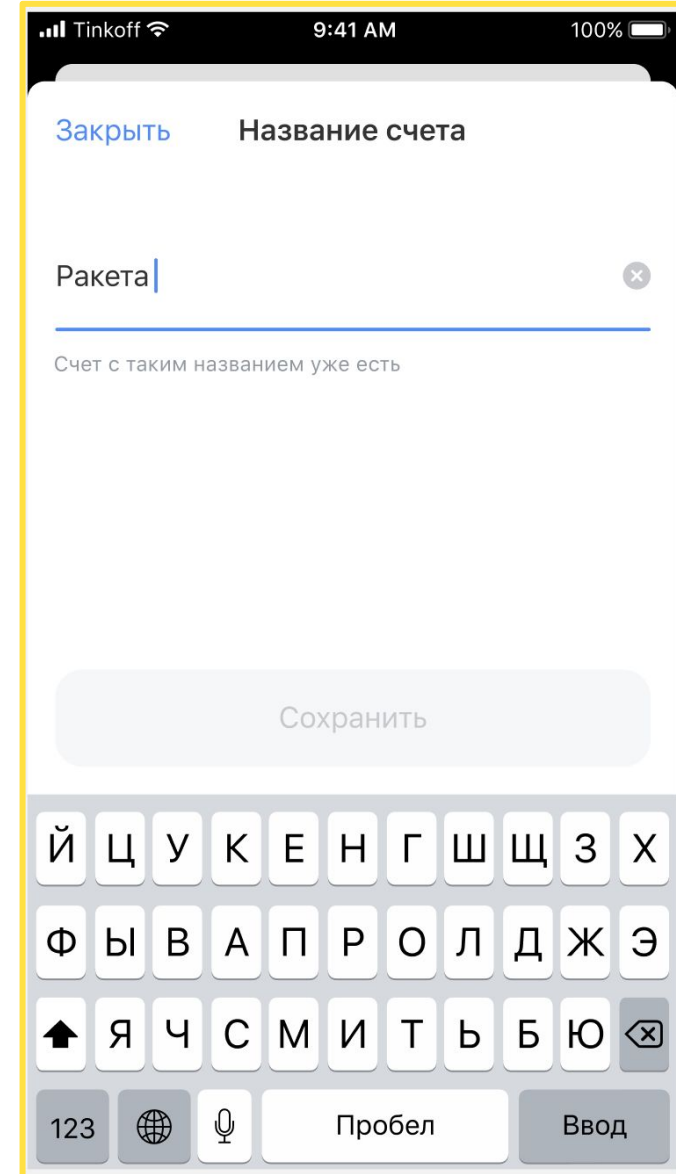 Tinkoff 9:41 AM 100%
Закрыть Название счета
Ракета
Счет с таким названием уже есть
Сохранить
Й Ц У К Е Н Г Ш Щ З Х
Ф Ы В А П Р О Л Д Ж Э
Я Ч С М И Т Ь Б Ю
123 Пробел Ввод